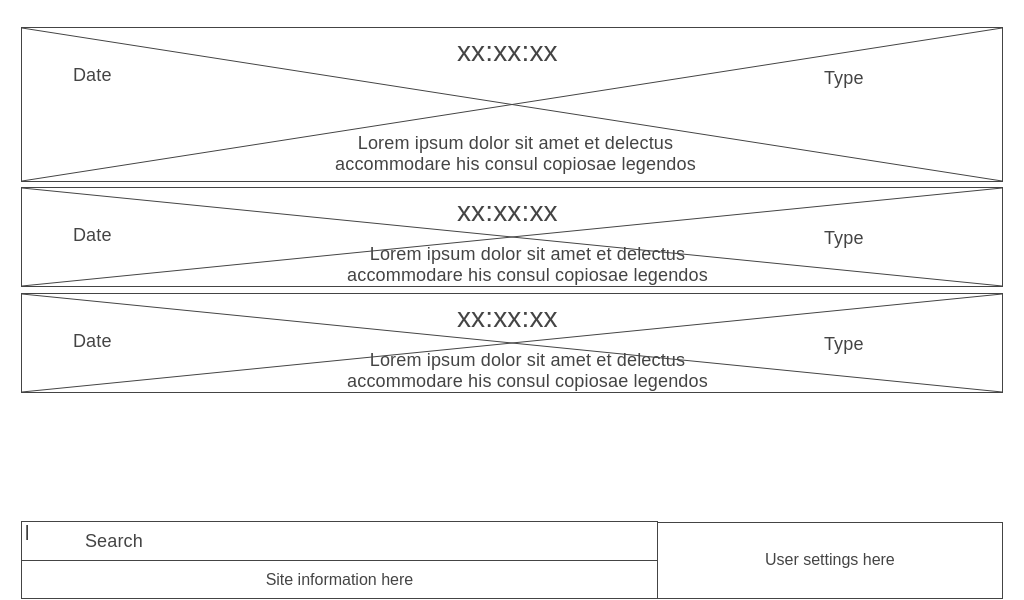 xx:xx:xx
Date
Type
Lorem ipsum dolor sit amet et delectus
accommodare his consul copiosae legendos
xx:xx:xx
Date
Type
Lorem ipsum dolor sit amet et delectus
accommodare his consul copiosae legendos
xx:xx:xx
Date
Type
Lorem ipsum dolor sit amet et delectus
accommodare his consul copiosae legendos
Search
User settings here
Site information here